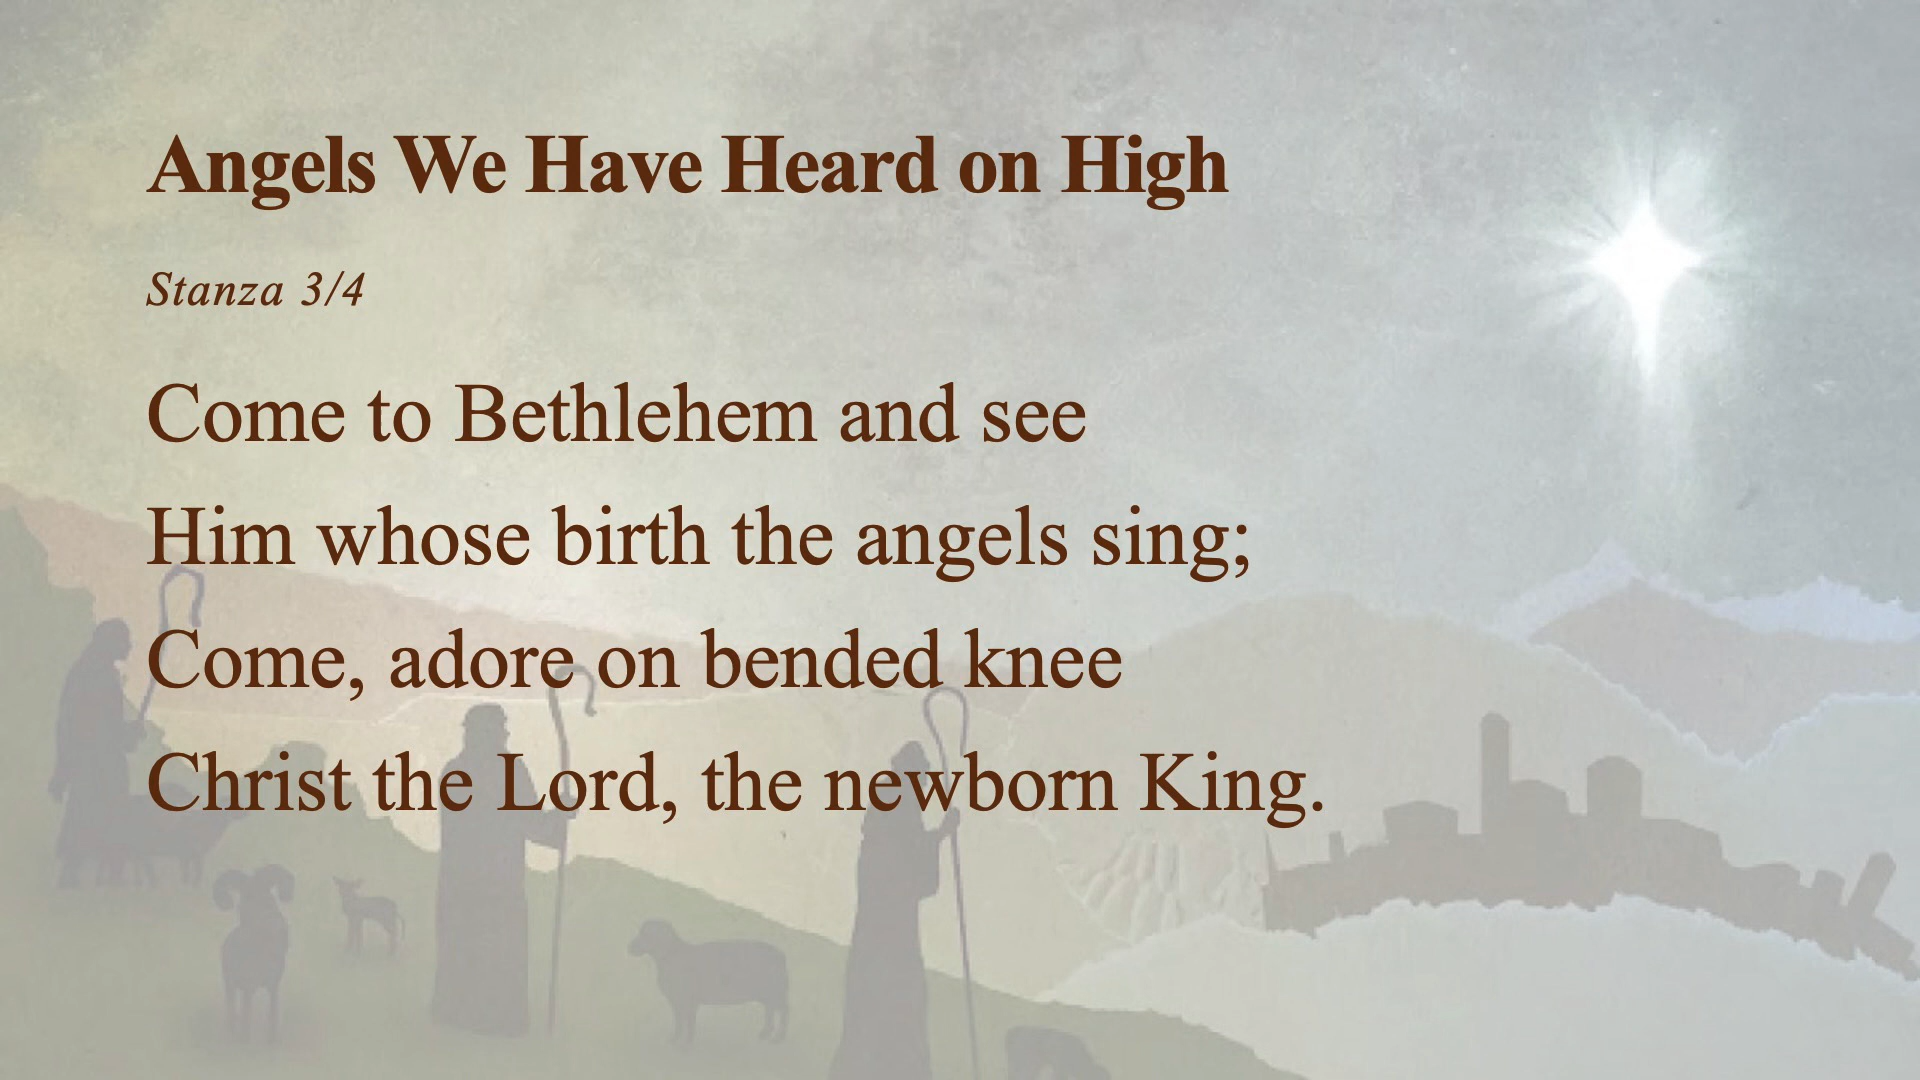 Angels We Have Heard on High
Stanza 3/4
Come to Bethlehem and see
Him whose birth the angels sing;
Come, adore on bended knee
Christ the Lord, the newborn King.